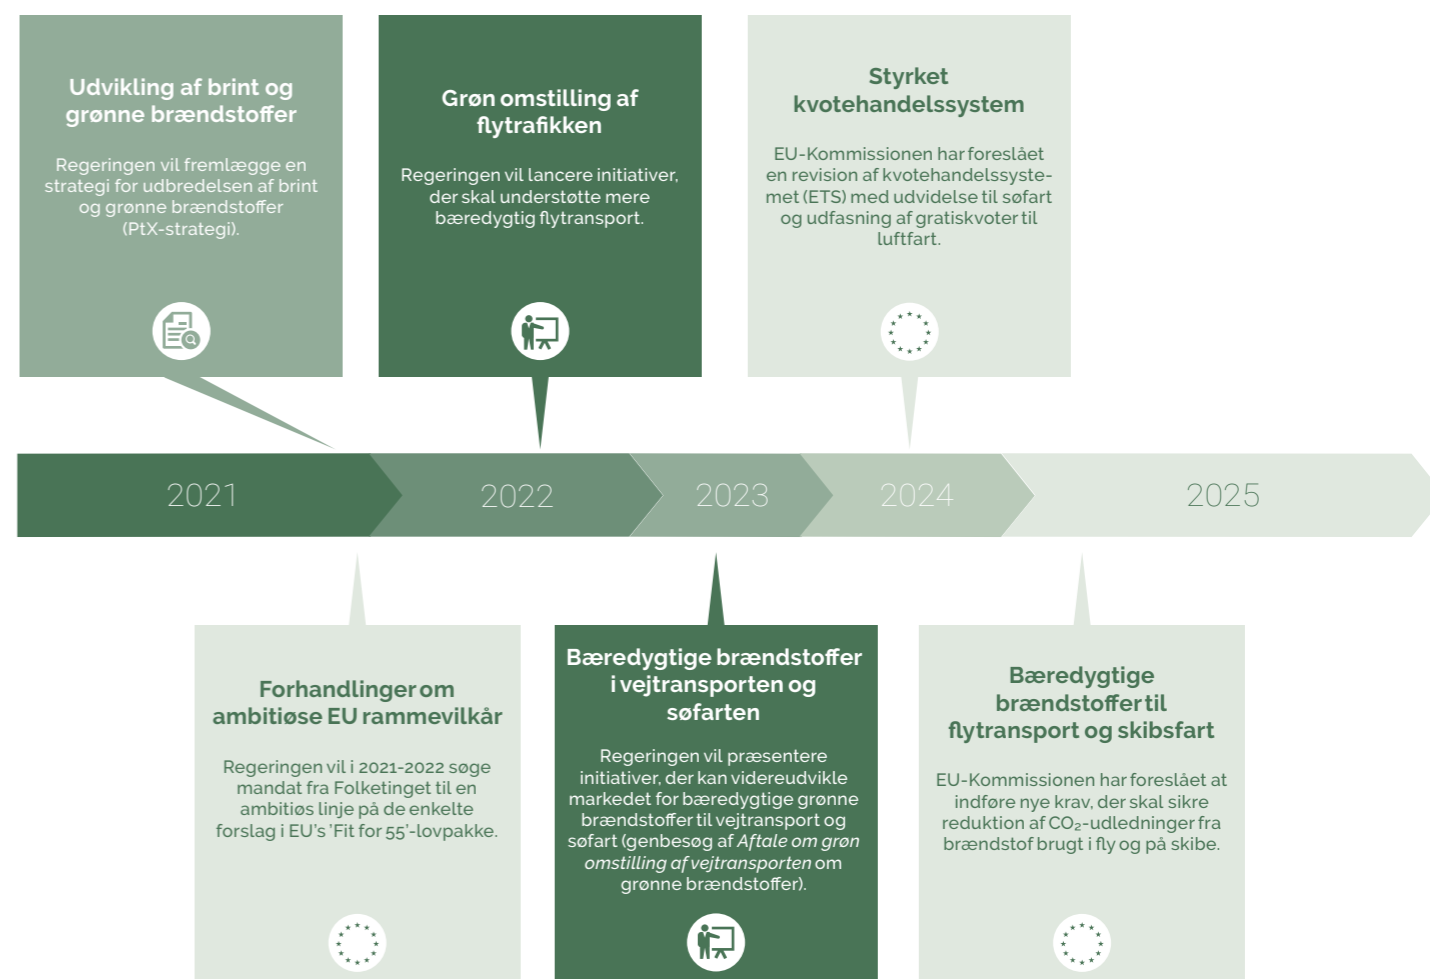 Udvikling af brint og
grønne brændstoffer
Regeringen vil fremlægge en
strategi for udbredelsen af brint
og grønne brændstoffer
(PtX-strategi).
Grøn omstilling af
flytrafikken
Regeringen vil lancere initiativer,
der skal understøtte mere
bæredygtig flytransport.
Styrket
kvotehandelssystem
EU-Kommissionen har foreslået
en revision af kvotehandelssyste-
met (ETS) med udvidelse til søfart
og udfasning af gratiskvoter til
luftfart.
2021
2022
2023
2024
2025
Forhandlinger om
ambitiøse EU rammevilkår
Regeringen vil i 2021-2022 søge
mandat fra Folketinget til en
ambitiøs linje på de enkelte
forslag i EU's 'Fit for 55'-lovpakke.
Bæredygtige brændstoffer
i vejtransporten og
søfarten
Regeringen vil præsentere
initiativer, der kan videreudvikle
markedet for bæredygtige grønne
brændstoffer til vejtransport og
søfart (genbesøg af Aftale om grøn
omstilling af vejtransporten om
grønne brændstoffer).
Bæredygtige
brændstoffer til
flytransport og skibsfart
EU-Kommissionen har foreslået at
indføre nye krav, der skal sikre
reduktion af CO₂-udledninger fra
brændstof brugt i fly og på skibe.